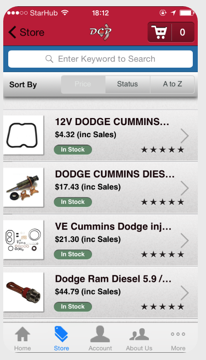 StarHub 18:12
Store DGP 0
Enter Keyword to Search
Sort By Price Status A to Z
12V DODGE CUMMINS...
$4.32 (inc Sales)
In Stock
DODGE CUMMINS DIES...
$17.43 (inc Sales)
In Stock
VE Cummins Dodge inj...
$21.30 (inc Sales)
In Stock
Dodge Ram Diesel 5.9 /...
$44.79 (inc Sales)
In Stock
Home Store Account About Us More